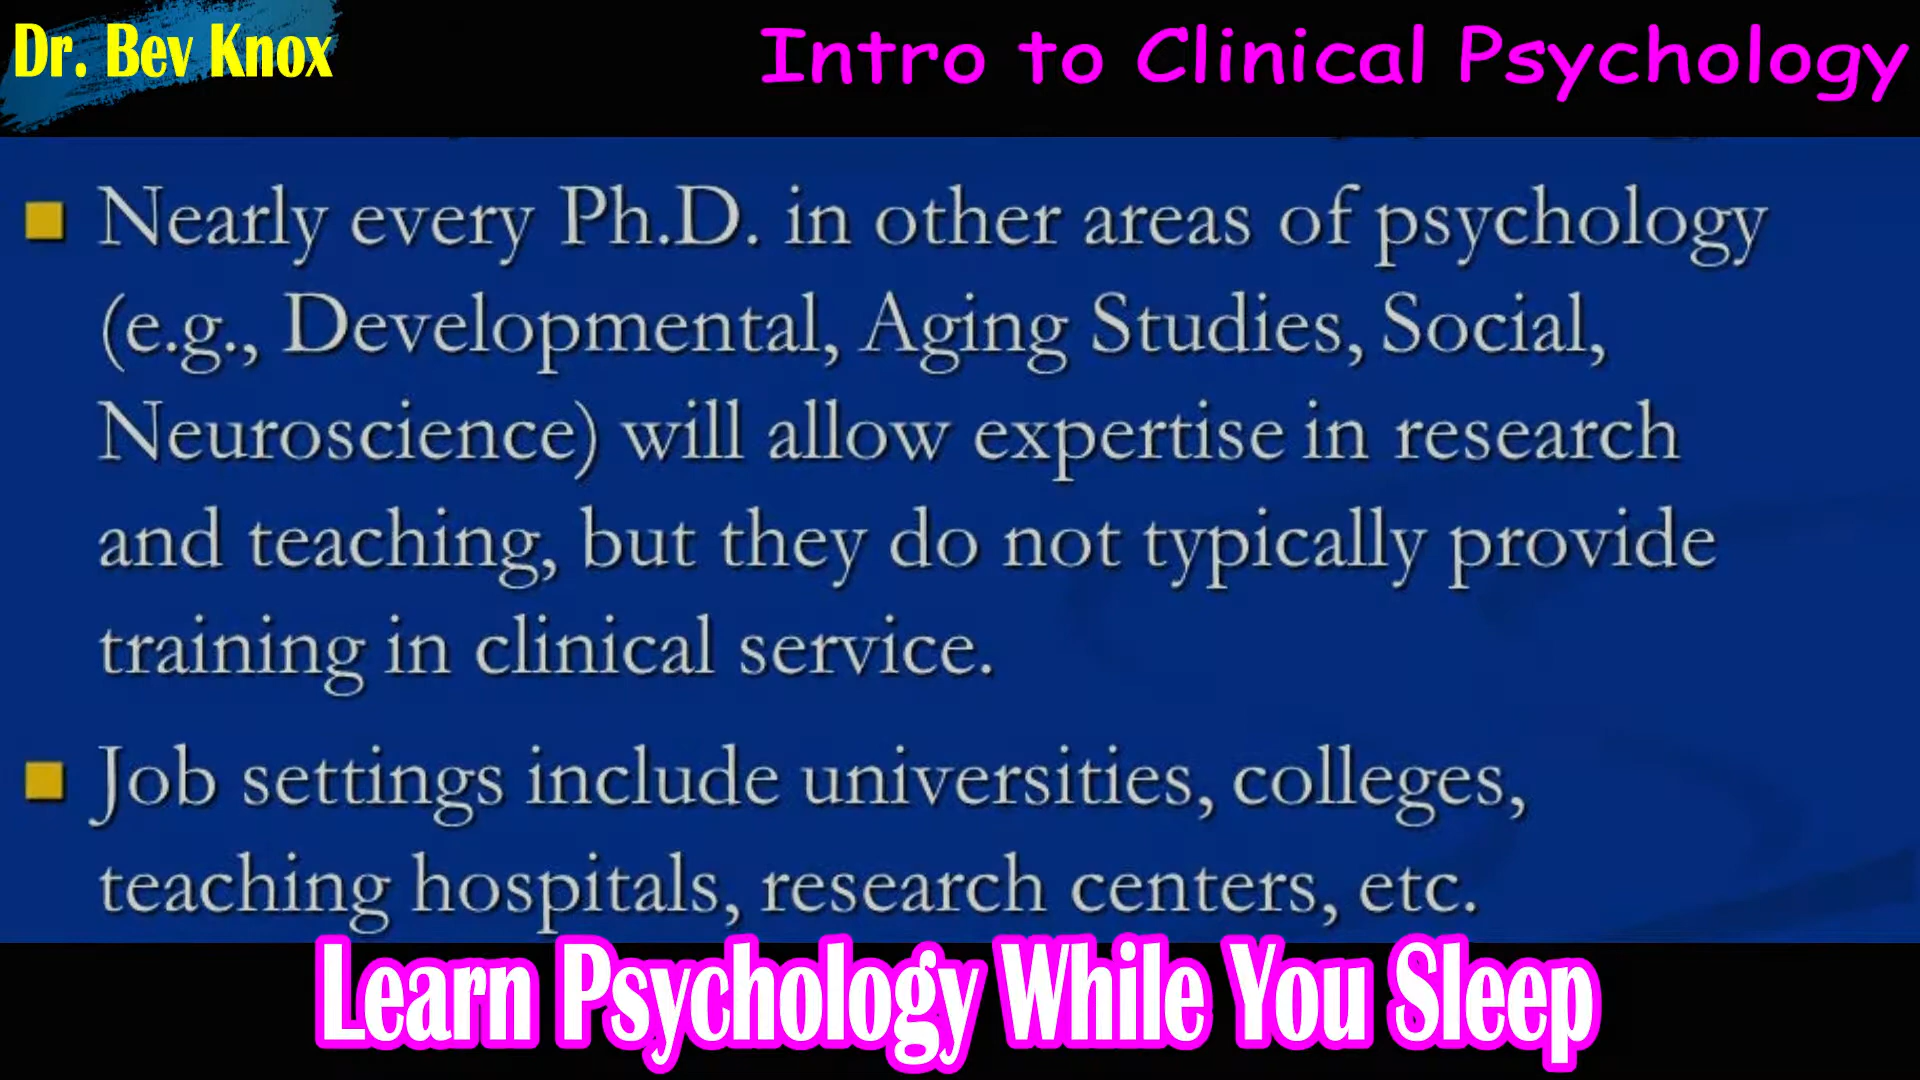 Dr. Bev Knox
Intro to Clinical Psychology
Nearly every Ph.D. in other areas of psychology
(e.g., Developmental, Aging Studies, Social,
Neuroscience) will allow expertise in research
and teaching, but they do not typically provide
training in clinical service.
Job settings include universities, colleges,
teaching hospitals, research centers, etc.
Learn Psychology While You Sleep